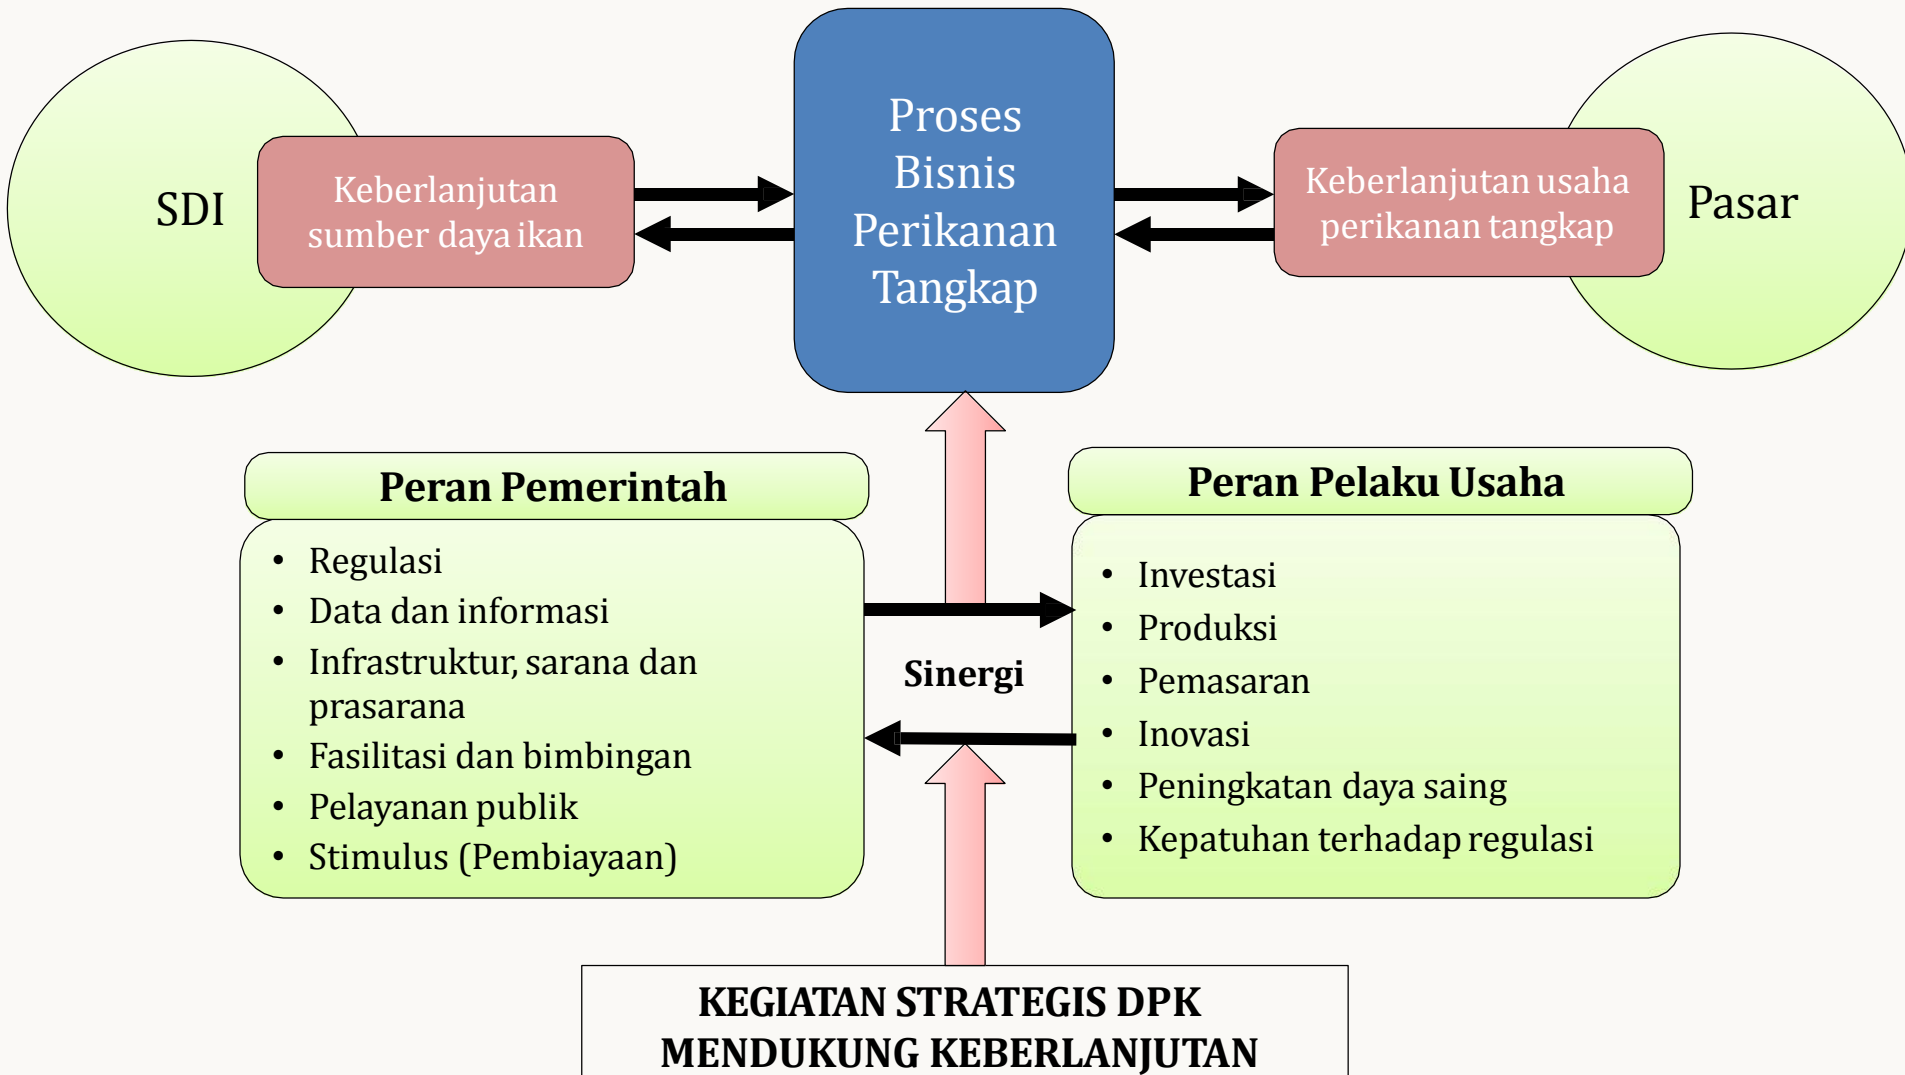 SDI
Keberlanjutan
sumber daya ikan
Proses
Bisnis
Perikanan
Tangkap
Keberlanjutan usaha
perikanan tangkap
Pasar
Peran Pemerintah
• Regulasi
• Data dan informasi
• Infrastruktur, sarana dan
prasarana
• Fasilitasi dan bimbingan
• Pelayanan publik
• Stimulus (Pembiayaan)
Sinergi
Peran Pelaku Usaha
• Investasi
• Produksi
• Pemasaran
• Inovasi
• Peningkatan daya saing
• Kepatuhan terhadap regulasi
KEGIATAN STRATEGIS DPK
MENDUKUNG KEBERLANJUTAN